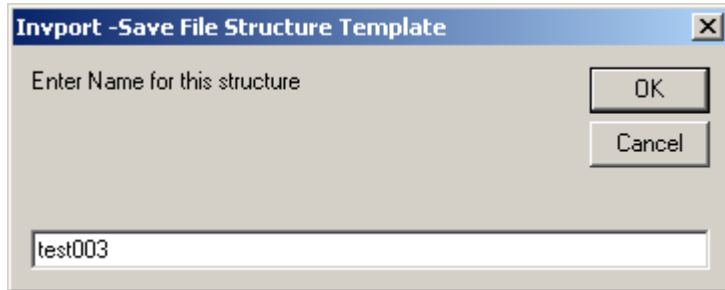 Invport -Save File Structure Template
Enter Name for this structure
OK
Cancel
test003